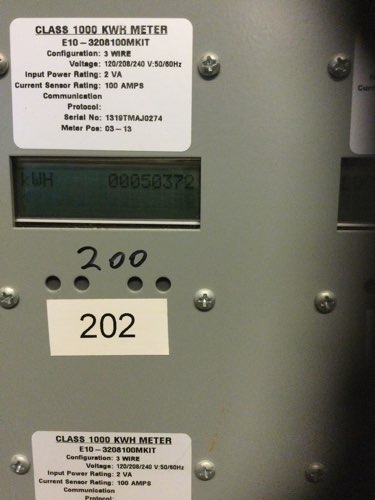 CLASS 1000 KWH METER
E10-3208100MKIT
Configuration: 3 WIRE
Voltage: 120/208/240 V:50/60Hz
Input Power Rating: 2 VA
Current Sensor Rating: 100 AMPS
Communication
Protocol:
Serial No: 1319TMAJ0274
Meter Pos: 03-13
kWH 00050372
200
202
CLASS 1000 KWH METER
E10-3208100MKIT
Configuration: 3 WIRE
Voltage: 120/208/240 V:50/60Hz
Input Power Rating: 2 VA
Current Sensor Rating: 100 AMPS
Communication
Protocol: